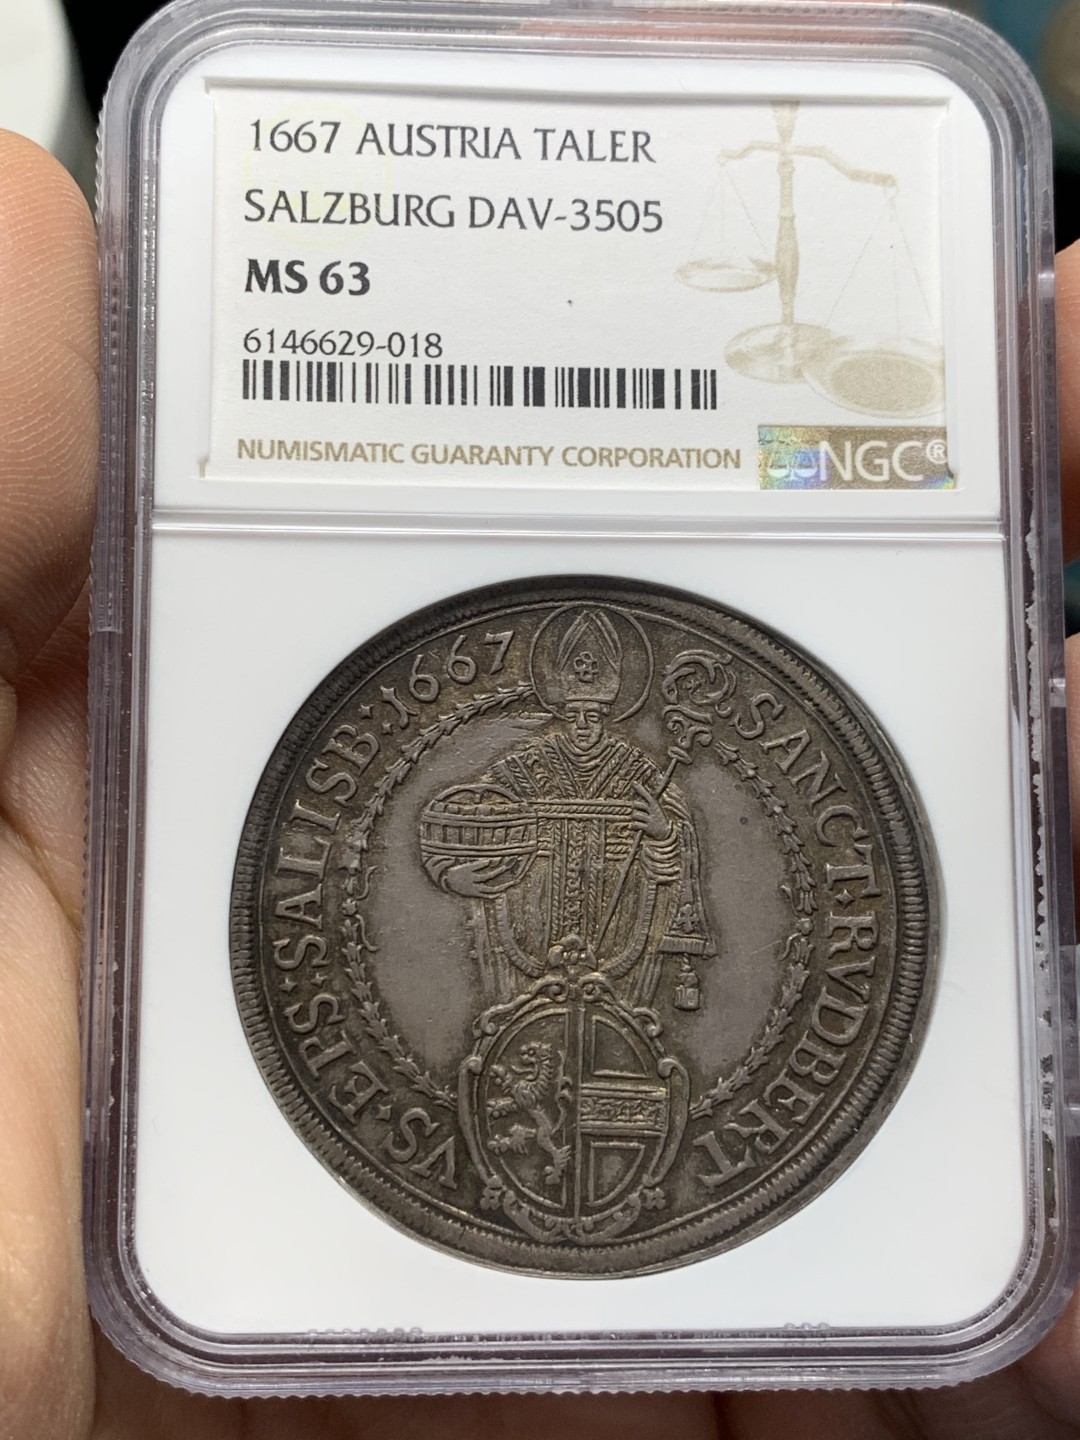 1667 AUSTRIA TALER
SALZBURG DAV-3505
MS 63
6146629-018
NUMISMATIC GUARANTY CORPORATION
NGC®
SANCT·RVDBERT
VS·EPS·SALISB:1667